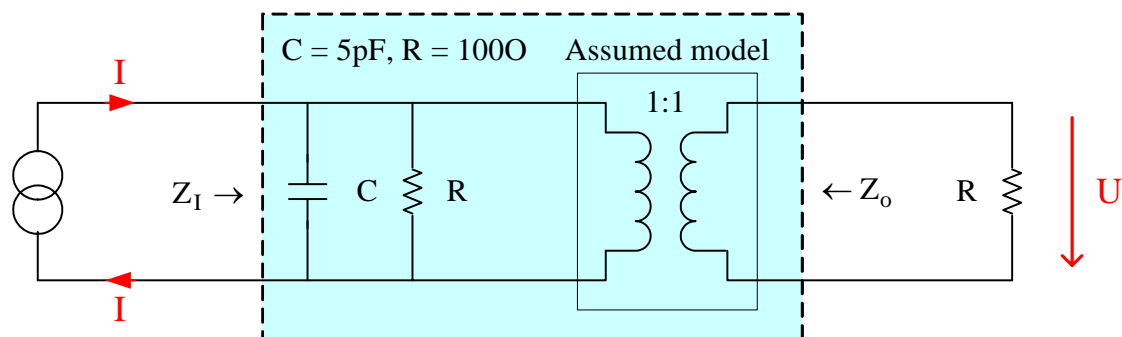 C = 5pF, R = 100O
Assumed model
I
1:1
Z_I →
C
R
← Z_o
R
U
I